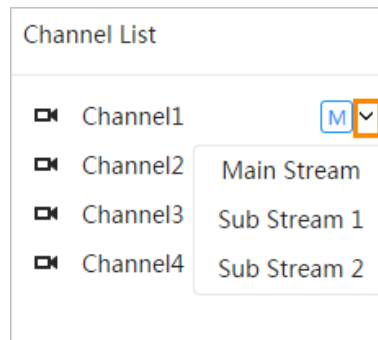 Channel List
Channel1 M
Channel2
Main Stream
Channel3
Sub Stream 1
Channel4
Sub Stream 2